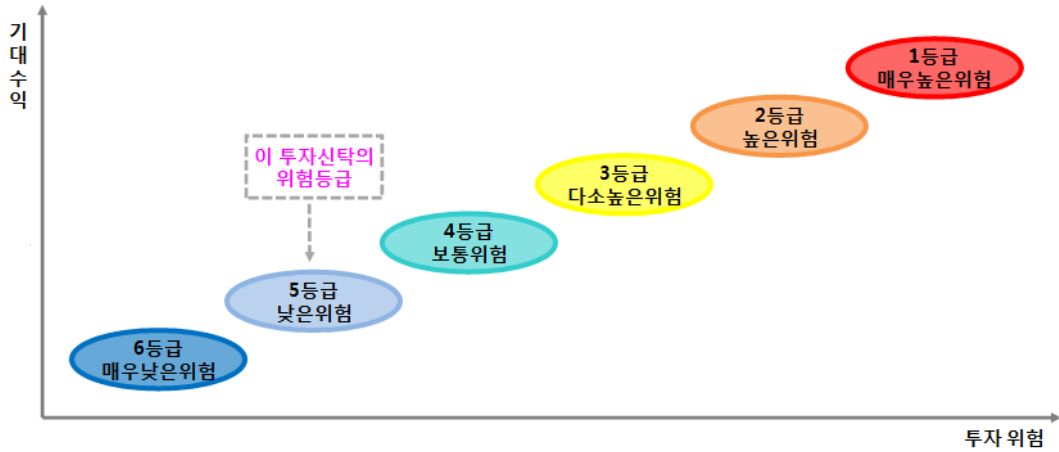 기
대
수
익
1등급
매우높은위험
2등급
높은위험
3등급
다소높은위험
이 투자신탁의
위험등급
4등급
보통위험
5등급
낮은위험
6등급
매우낮은위험
투자 위험